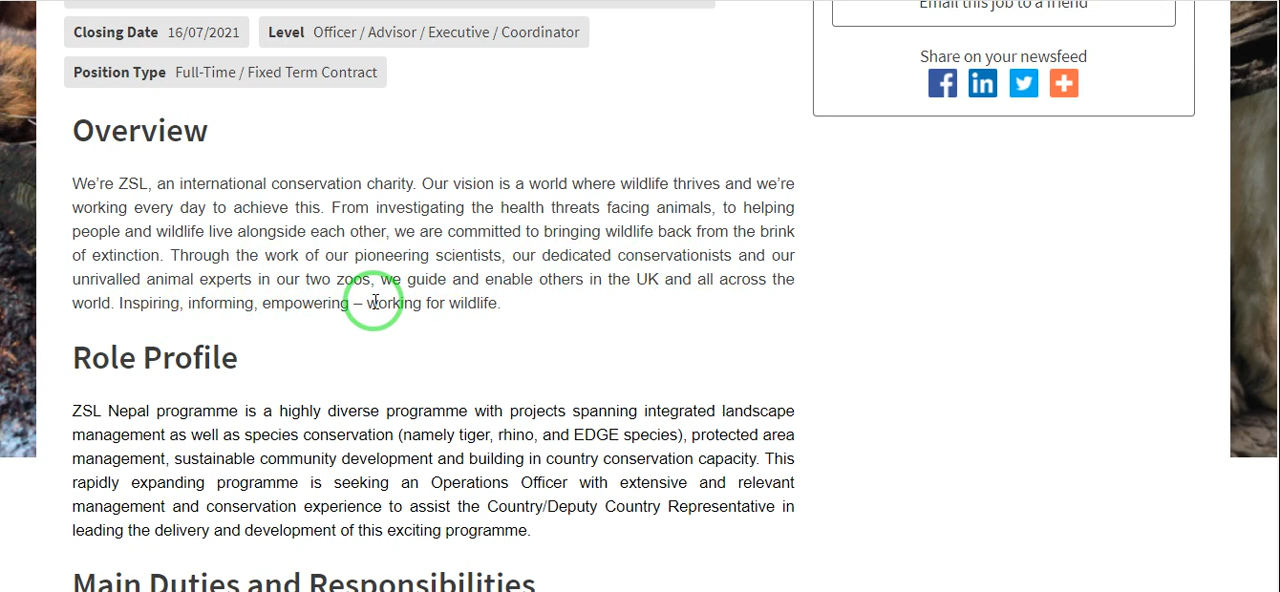 Email this job to a friend
Closing Date 16/07/2021 Level Officer / Advisor / Executive / Coordinator
Share on your newsfeed
Position Type Full-Time / Fixed Term Contract
Overview
We're ZSL, an international conservation charity. Our vision is a world where wildlife thrives and we're
working every day to achieve this. From investigating the health threats facing animals, to helping
people and wildlife live alongside each other, we are committed to bringing wildlife back from the brink
of extinction. Through the work of our pioneering scientists, our dedicated conservationists and our
unrivalled animal experts in our two zoos, we guide and enable others in the UK and all across the
world. Inspiring, informing, empowering – working for wildlife.
Role Profile
ZSL Nepal programme is a highly diverse programme with projects spanning integrated landscape
management as well as species conservation (namely tiger, rhino, and EDGE species), protected area
management, sustainable community development and building in country conservation capacity. This
rapidly expanding programme is seeking an Operations Officer with extensive and relevant
management and conservation experience to assist the Country/Deputy Country Representative in
leading the delivery and development of this exciting programme.
Main Duties and Responsibilities